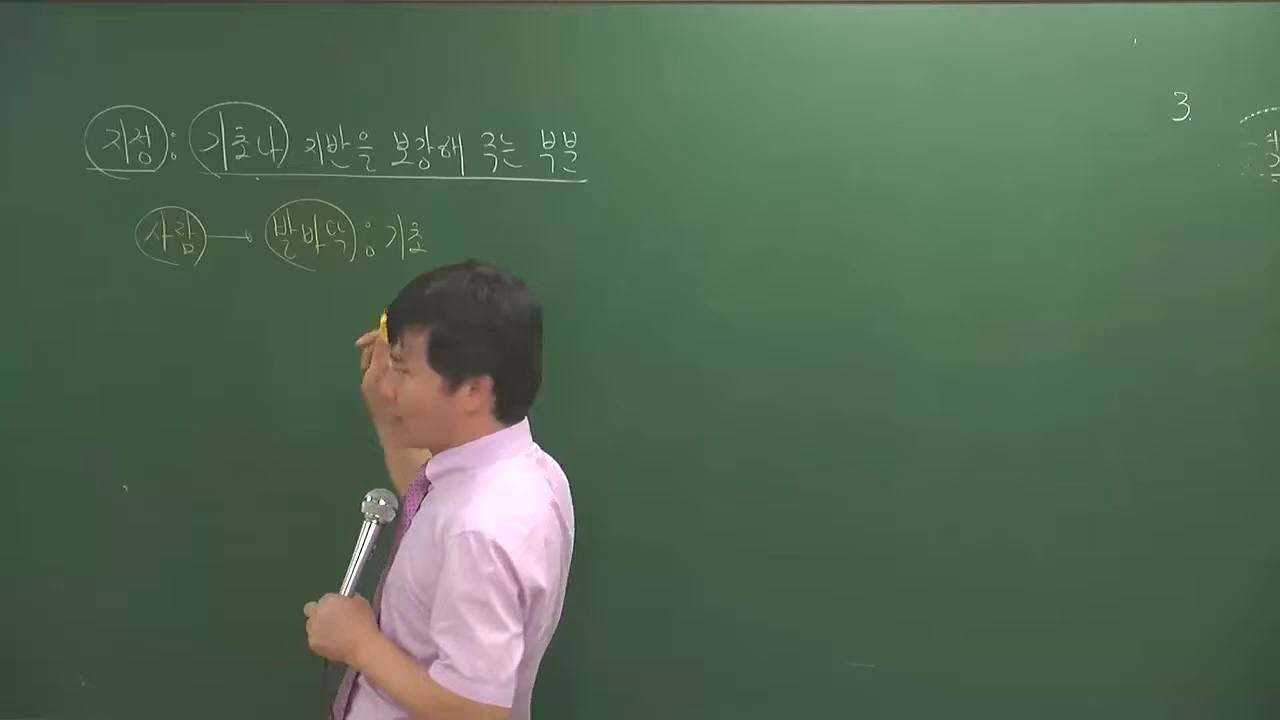 지정: 기초나 지반을 보강해 주는 부분
사람 → 발바닥: 기초
3.